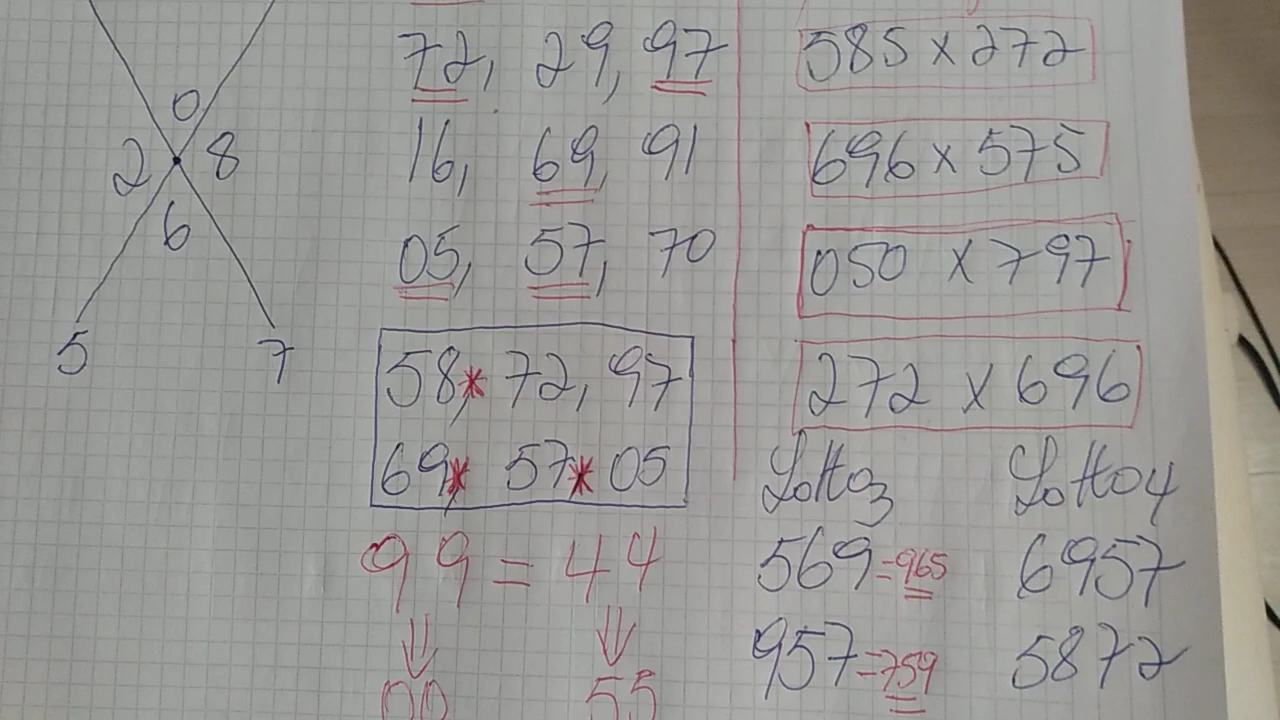 0
2 8
6
5 7
72, 29, 97
16, 69, 91
05, 57, 70
58, * 72, 97
69, * 57, * 05
99 = 44
⇓ ⇓
00 55
585 x 272
696 x 575
050 x 797
272 x 696
Lotto3 Lotto4
569 = 965 6957
957 = 759 5872